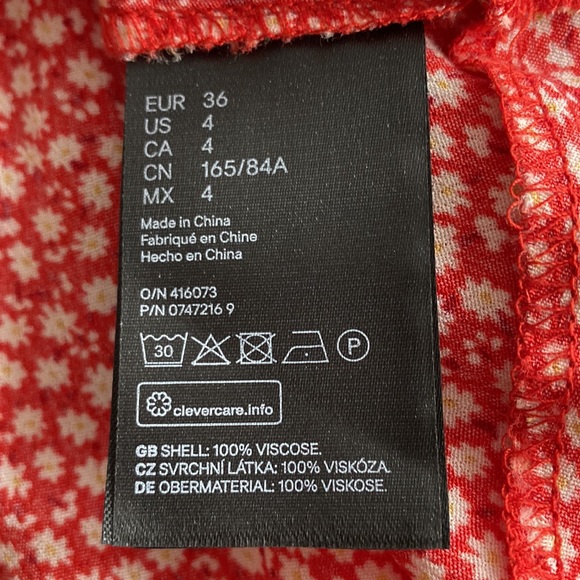 EUR 36
US 4
CA 4
CN 165/84A
MX 4
Made in China
Fabriqué en Chine
Hecho en China
O/N 416073
P/N 0747216 9
30 P
clevercare.info
GB SHELL: 100% VISCOSE.
CZ SVRCHNÍ LÁTKA: 100% VISKÓZA.
DE OBERMATERIAL: 100% VISKOSE.